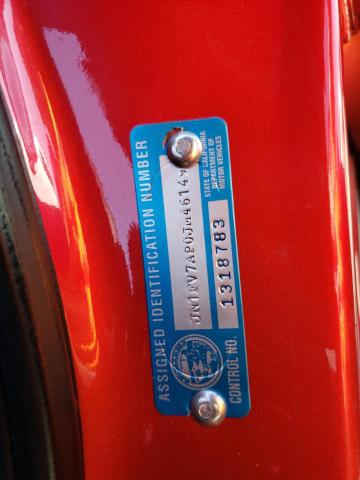 ASSIGNED IDENTIFICATION NUMBER
STATE OF CALIFORNIA
DEPARTMENT OF
MOTOR VEHICLES
CONTROL NO. 1318783